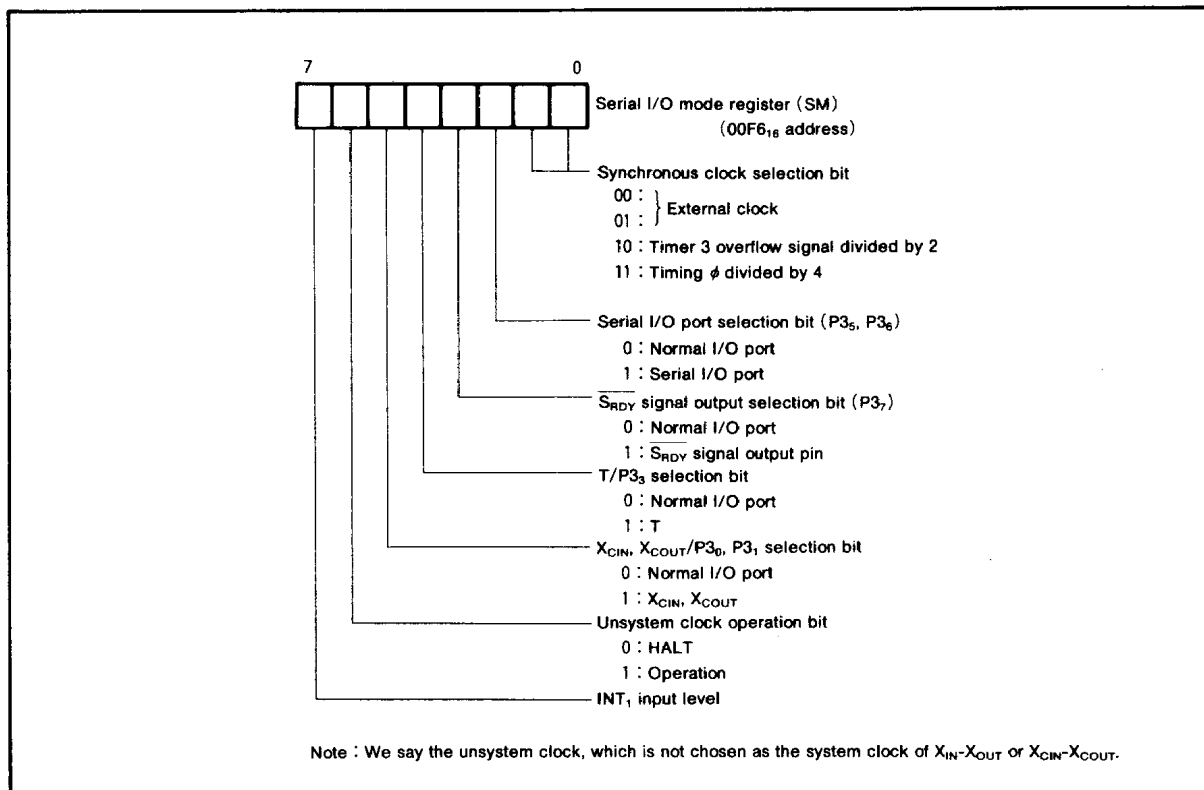 7 0
Serial I/O mode register (SM)
(00F6₁₆ address)
Synchronous clock selection bit
00 :
01 :
External clock
10 : Timer 3 overflow signal divided by 2
11 : Timing ϕ divided by 4
Serial I/O port selection bit (P3₅, P3₆)
0 : Normal I/O port
1 : Serial I/O port
S̅R̅D̅Y̅ signal output selection bit (P3₇)
0 : Normal I/O port
1 : S̅R̅D̅Y̅ signal output pin
T/P3₃ selection bit
0 : Normal I/O port
1 : T
XCIN, XCOUT/P3₀, P3₁ selection bit
0 : Normal I/O port
1 : XCIN, XCOUT
Unsystem clock operation bit
0 : HALT
1 : Operation
INT₁ input level
Note : We say the unsystem clock, which is not chosen as the system clock of XIN-XOUT or XCIN-XCOUT.